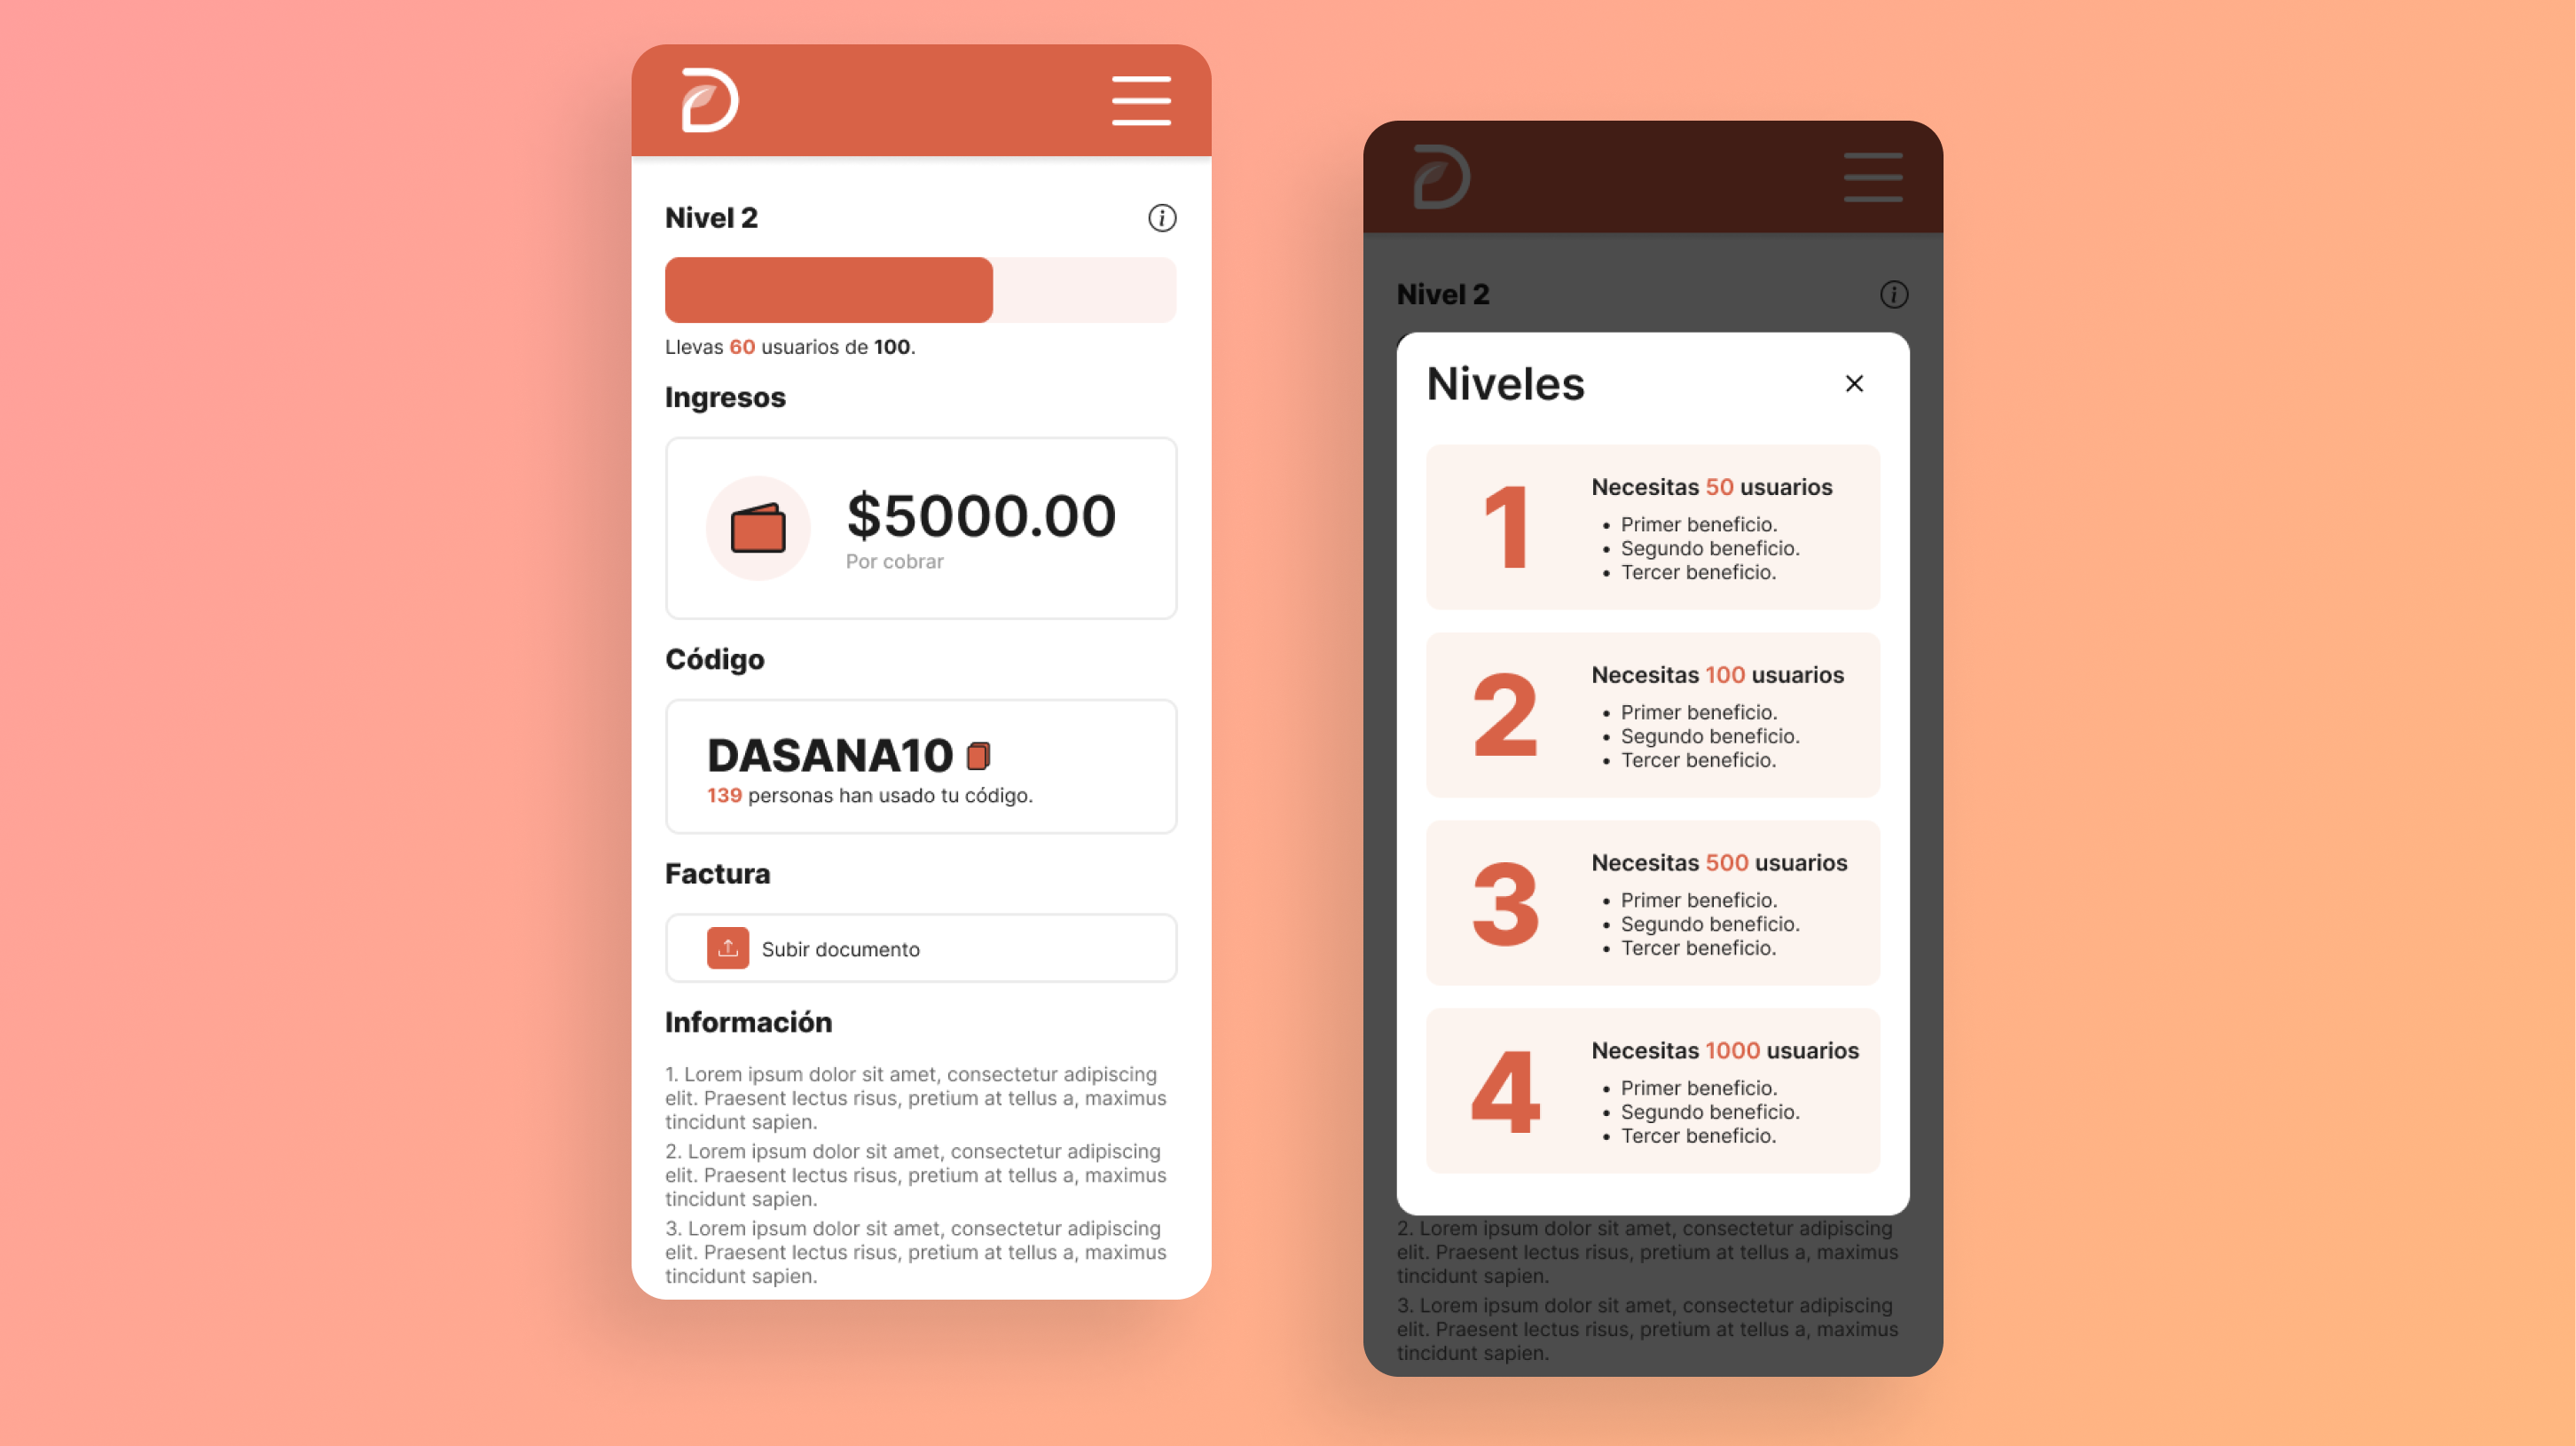 Nivel 2
Llevas 60 usuarios de 100.
Ingresos
$5000.00
Por cobrar
Código
DASANA10
139 personas han usado tu código.
Factura
Subir documento
Información
1. Lorem ipsum dolor sit amet, consectetur adipiscing
elit. Praesent lectus risus, pretium at tellus a, maximus
tincidunt sapien.
2. Lorem ipsum dolor sit amet, consectetur adipiscing
elit. Praesent lectus risus, pretium at tellus a, maximus
tincidunt sapien.
3. Lorem ipsum dolor sit amet, consectetur adipiscing
elit. Praesent lectus risus, pretium at tellus a, maximus
tincidunt sapien.
Nivel 2
Niveles
1
Necesitas 50 usuarios
• Primer beneficio.
• Segundo beneficio.
• Tercer beneficio.
2
Necesitas 100 usuarios
• Primer beneficio.
• Segundo beneficio.
• Tercer beneficio.
3
Necesitas 500 usuarios
• Primer beneficio.
• Segundo beneficio.
• Tercer beneficio.
4
Necesitas 1000 usuarios
• Primer beneficio.
• Segundo beneficio.
• Tercer beneficio.
2. Lorem ipsum dolor sit amet, consectetur adipiscing
elit. Praesent lectus risus, pretium at tellus a, maximus
tincidunt sapien.
3. Lorem ipsum dolor sit amet, consectetur adipiscing
elit. Praesent lectus risus, pretium at tellus a, maximus
tincidunt sapien.